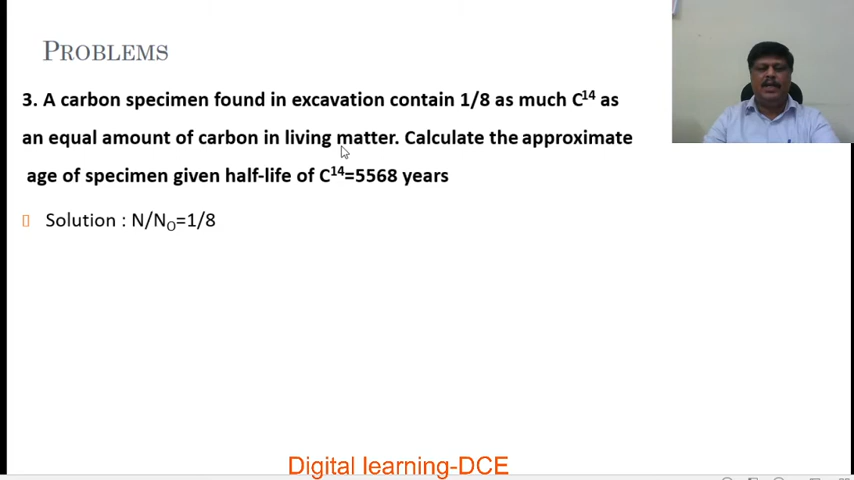 PROBLEMS
3. A carbon specimen found in excavation contain 1/8 as much C¹⁴ as
an equal amount of carbon in living matter. Calculate the approximate
age of specimen given half-life of C¹⁴=5568 years
Solution : N/N₀=1/8
Digital learning-DCE